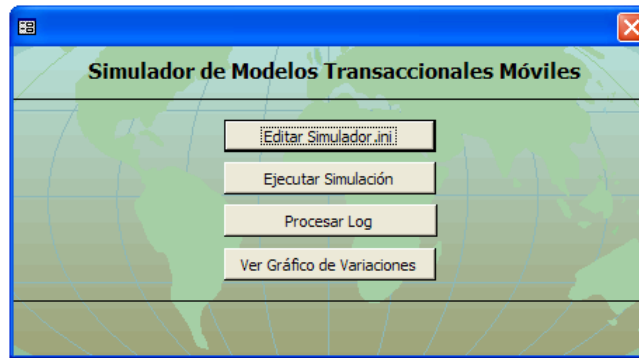 Simulador de Modelos Transaccionales Móviles
Editar Simulador.ini
Ejecutar Simulación
Procesar Log
Ver Gráfico de Variaciones